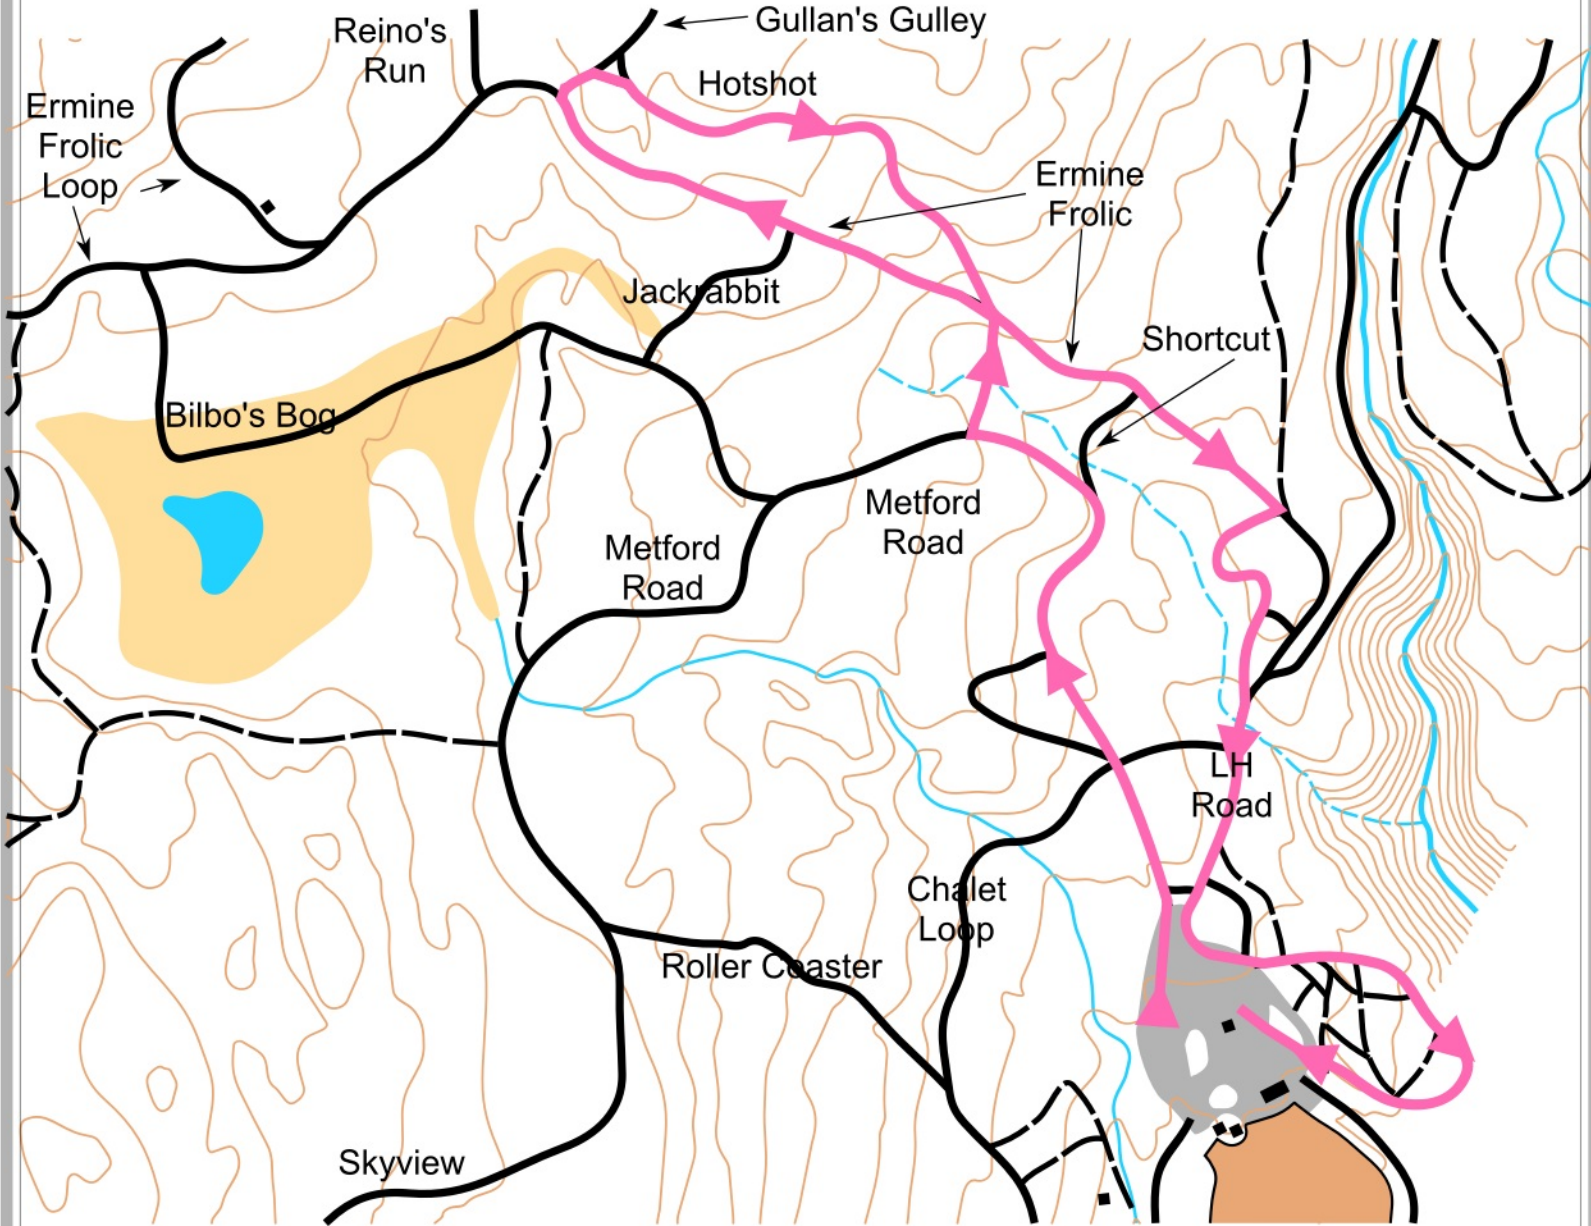 Gullan's Gulley
Reino's
Run
Hotshot
Ermine
Frolic
Loop
Ermine
Frolic
Jackrabbit
Shortcut
Bilbo's Bog
Metford
Road
Metford
Road
LH
Road
Chalet
Loop
Roller Coaster
Skyview